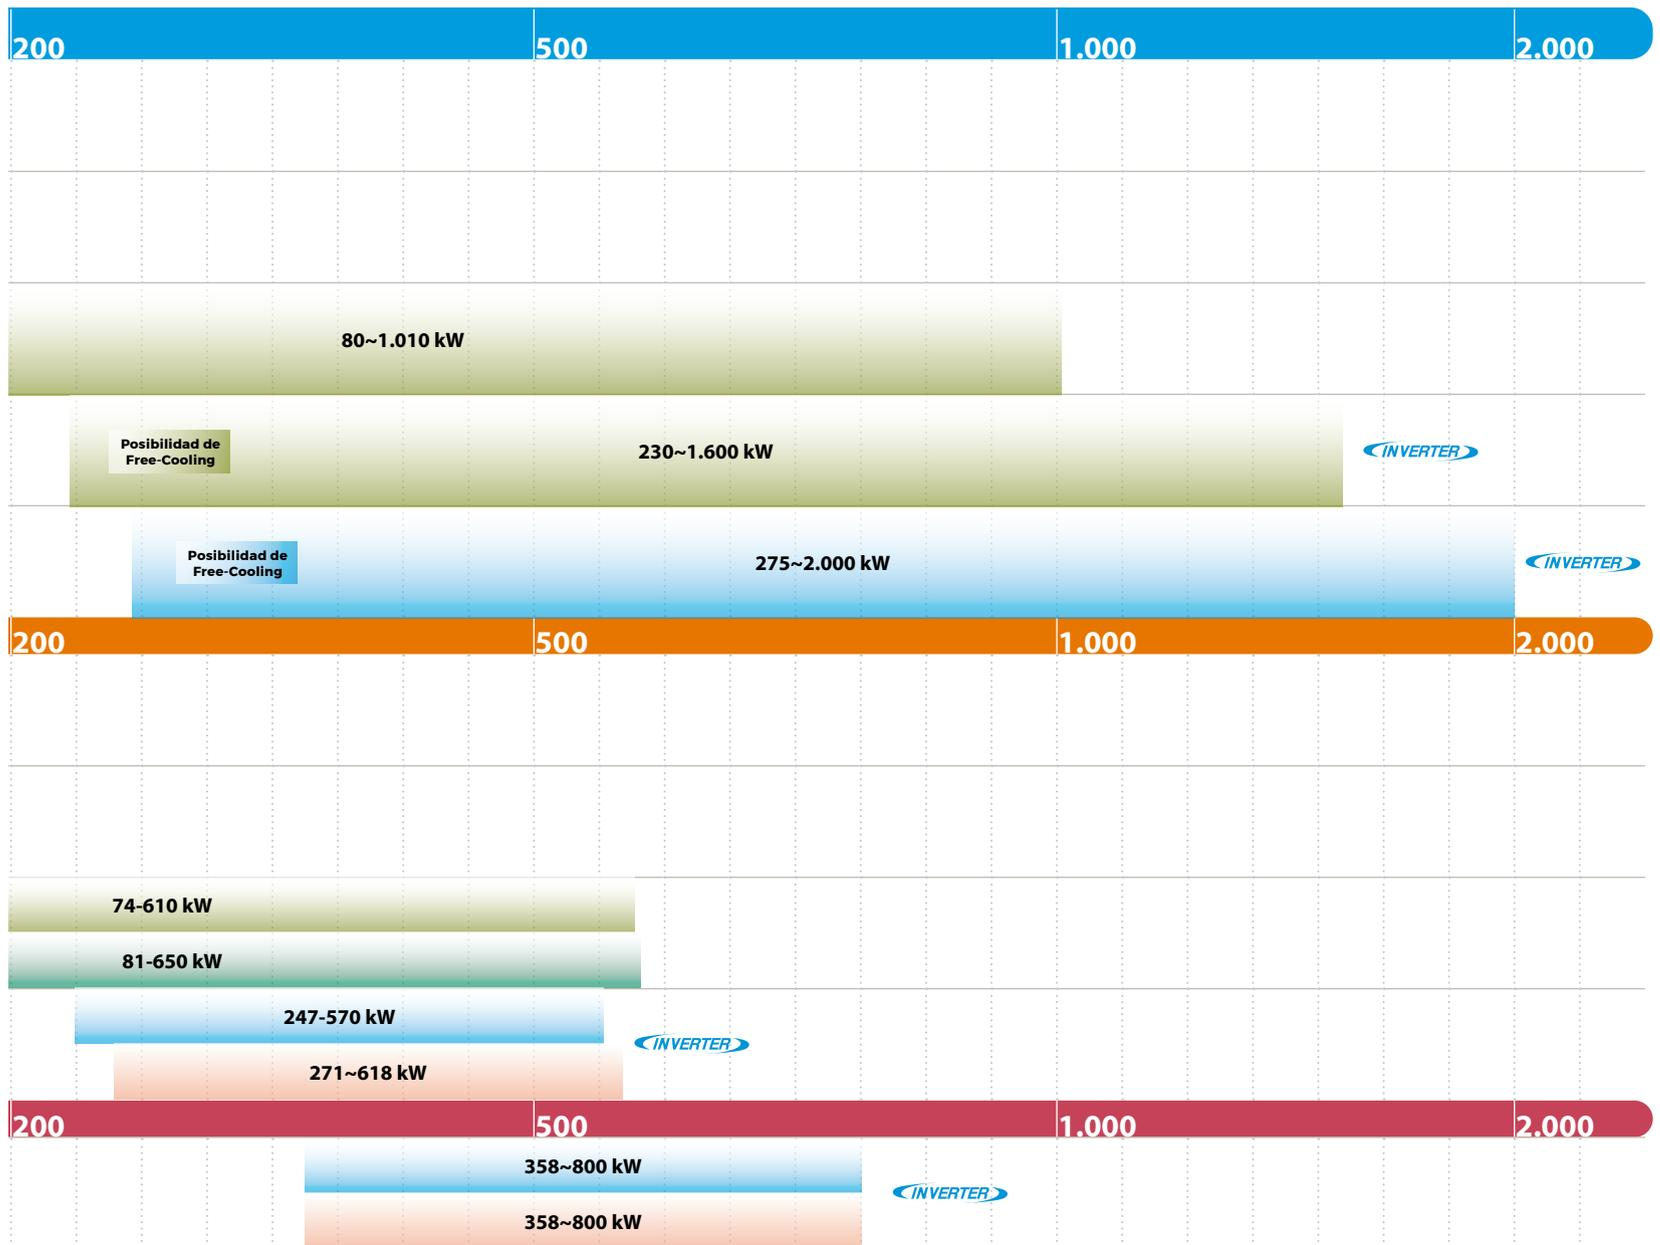 200 500 1.000 2.000
80~1.010 kW
Posibilidad de
Free-Cooling
230~1.600 kW
INVERTER
Posibilidad de
Free-Cooling
275~2.000 kW
INVERTER
200 500 1.000 2.000
74-610 kW
81-650 kW
247-570 kW
INVERTER
271~618 kW
200 500 1.000 2.000
358~800 kW
INVERTER
358~800 kW